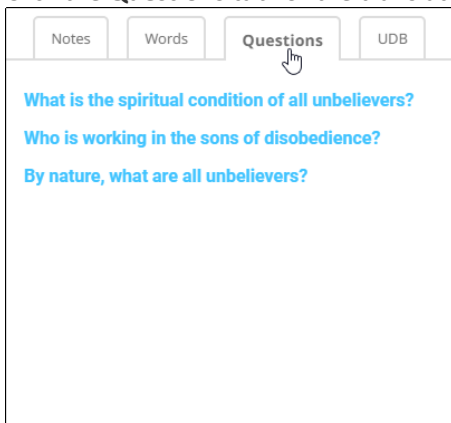 Notes Words Questions UDB
What is the spiritual condition of all unbelievers?
Who is working in the sons of disobedience?
By nature, what are all unbelievers?